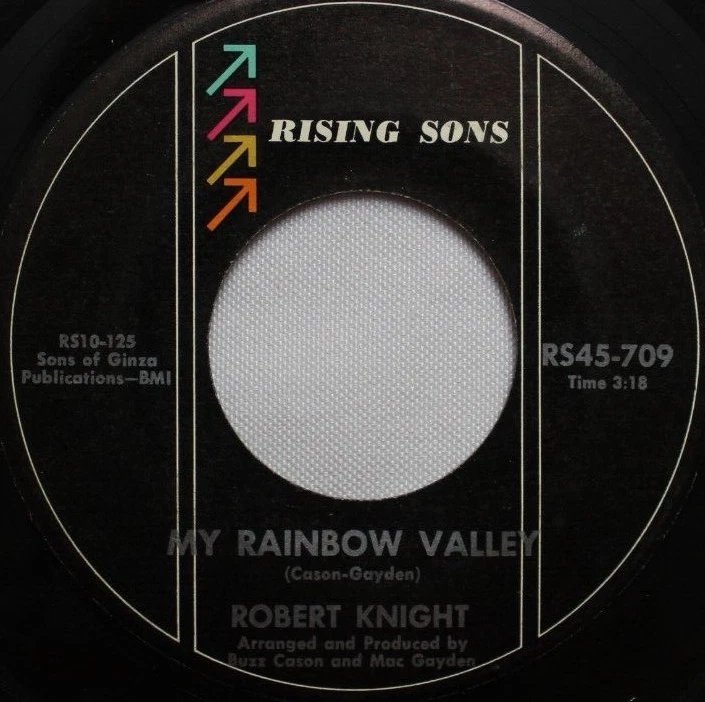 RISING SONS
RS10-125
Sons of Ginza
Publications—BMI
RS45-709
Time 3:18
MY RAINBOW VALLEY
(Cason-Gayden)
ROBERT KNIGHT
Arranged and Produced by
Buzz Cason and Mac Gayden